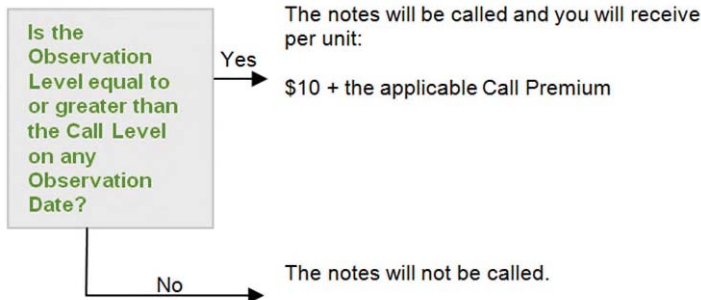 Is the
Observation
Level equal to
or greater than
the Call Level
on any
Observation
Date?
Yes
The notes will be called and you will receive
per unit:
$10 + the applicable Call Premium
No
The notes will not be called.